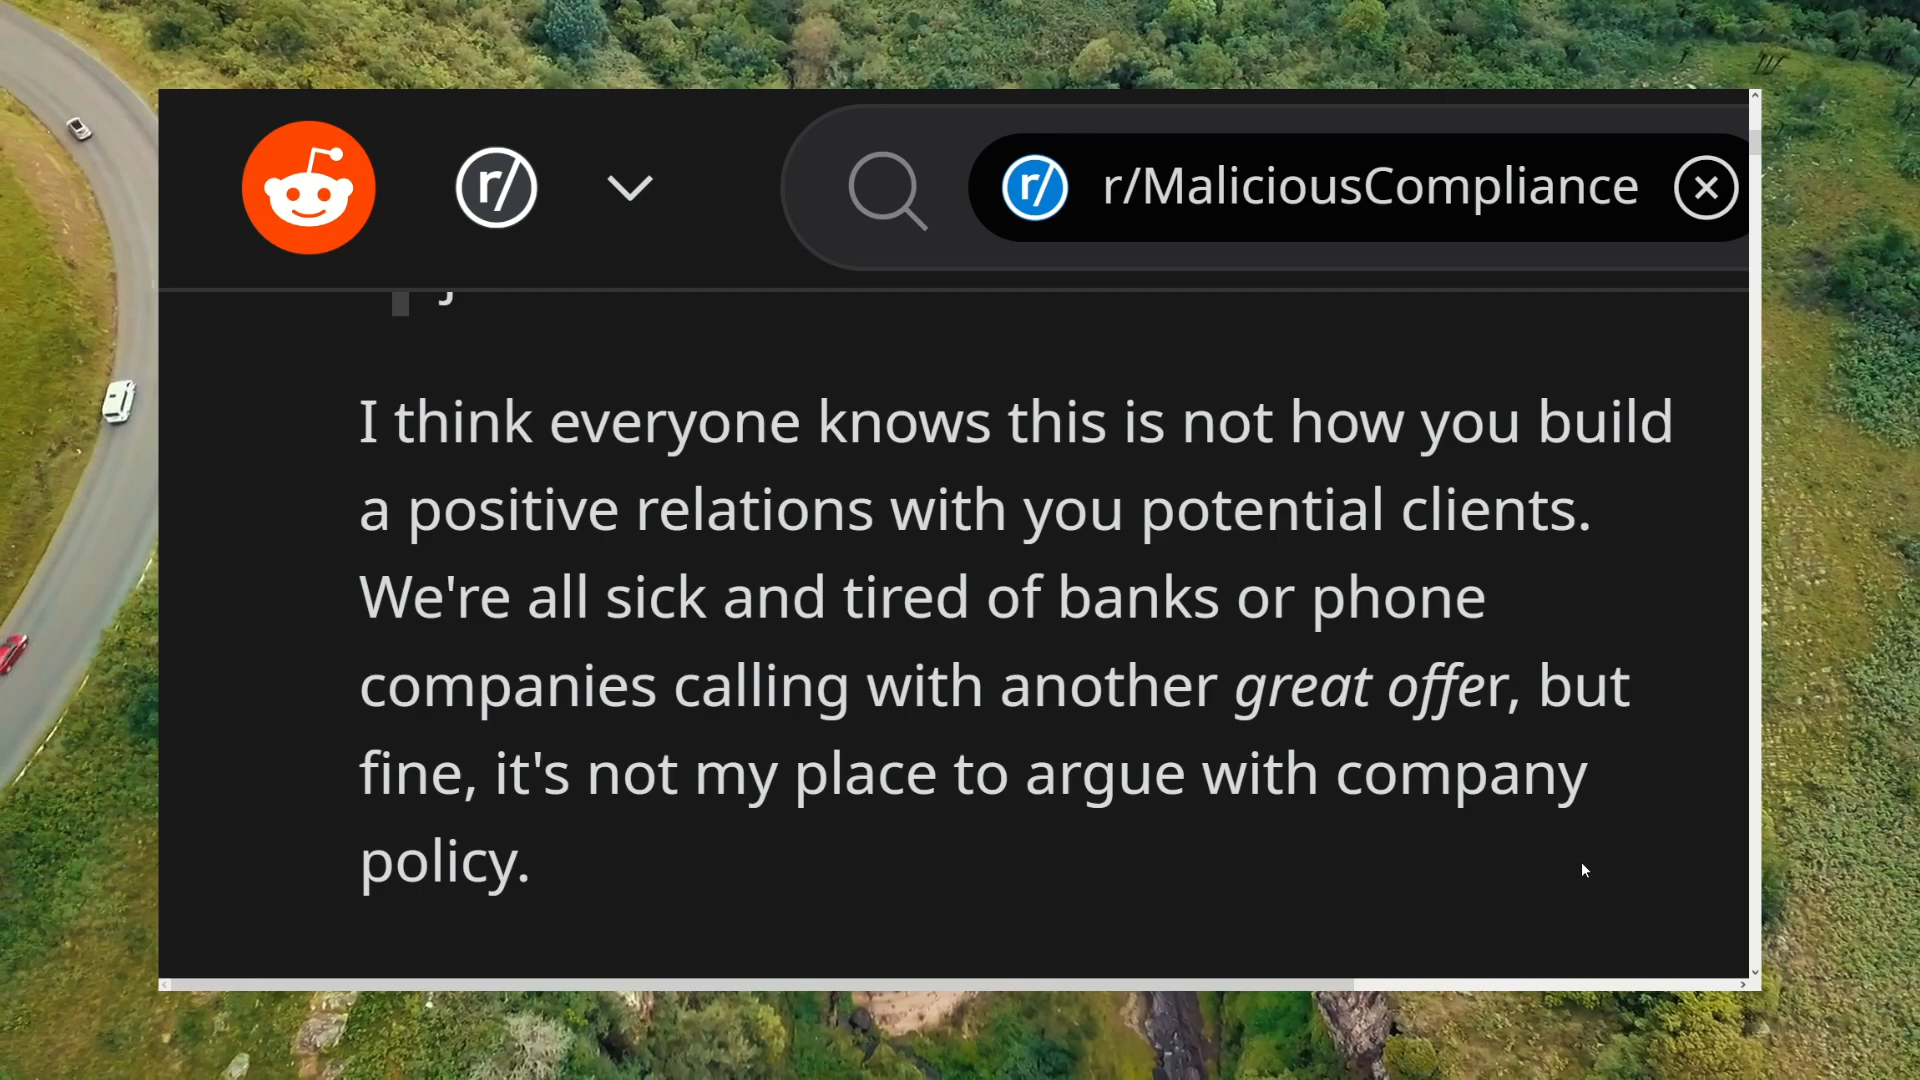 r/ r/ r/MaliciousCompliance
I think everyone knows this is not how you build
a positive relations with you potential clients.
We're all sick and tired of banks or phone
companies calling with another great offer, but
fine, it's not my place to argue with company
policy.